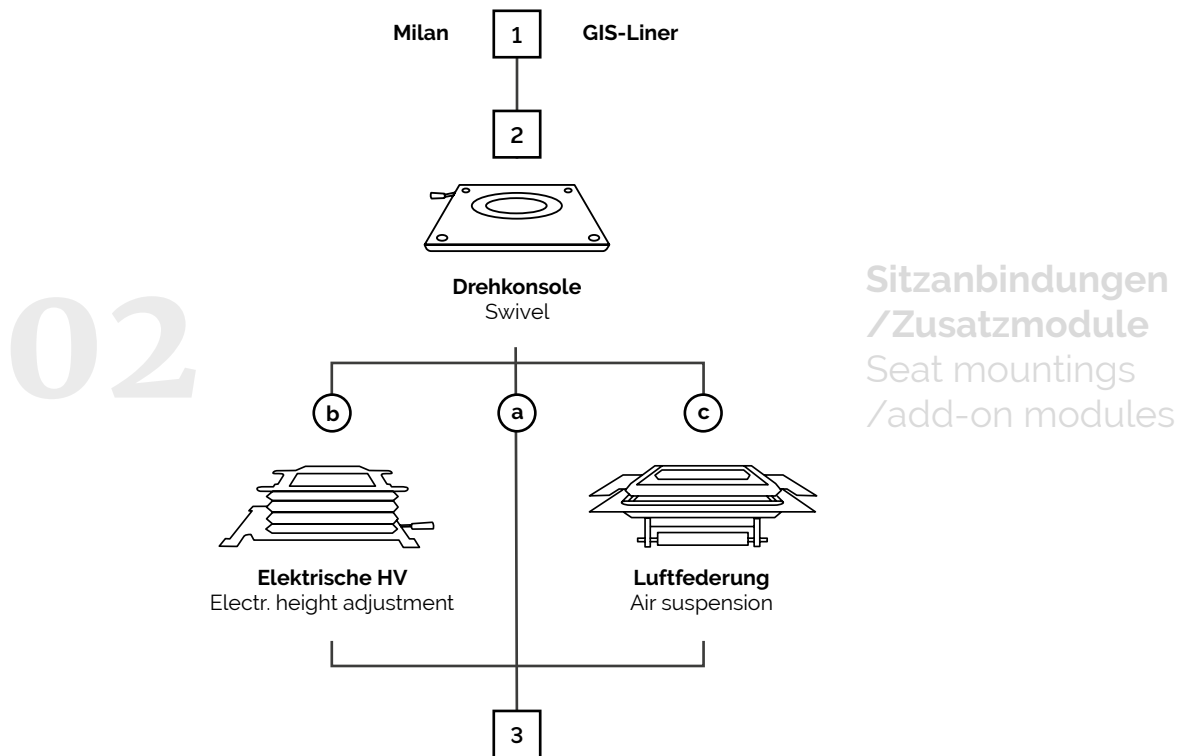 Milan
1
GIS-Liner
2
Drehkonsole
Swivel
02
Sitzanbindungen
/Zusatzmodule
Seat mountings
/add-on modules
b
a
c
Elektrische HV
Electr. height adjustment
Luftfederung
Air suspension
3